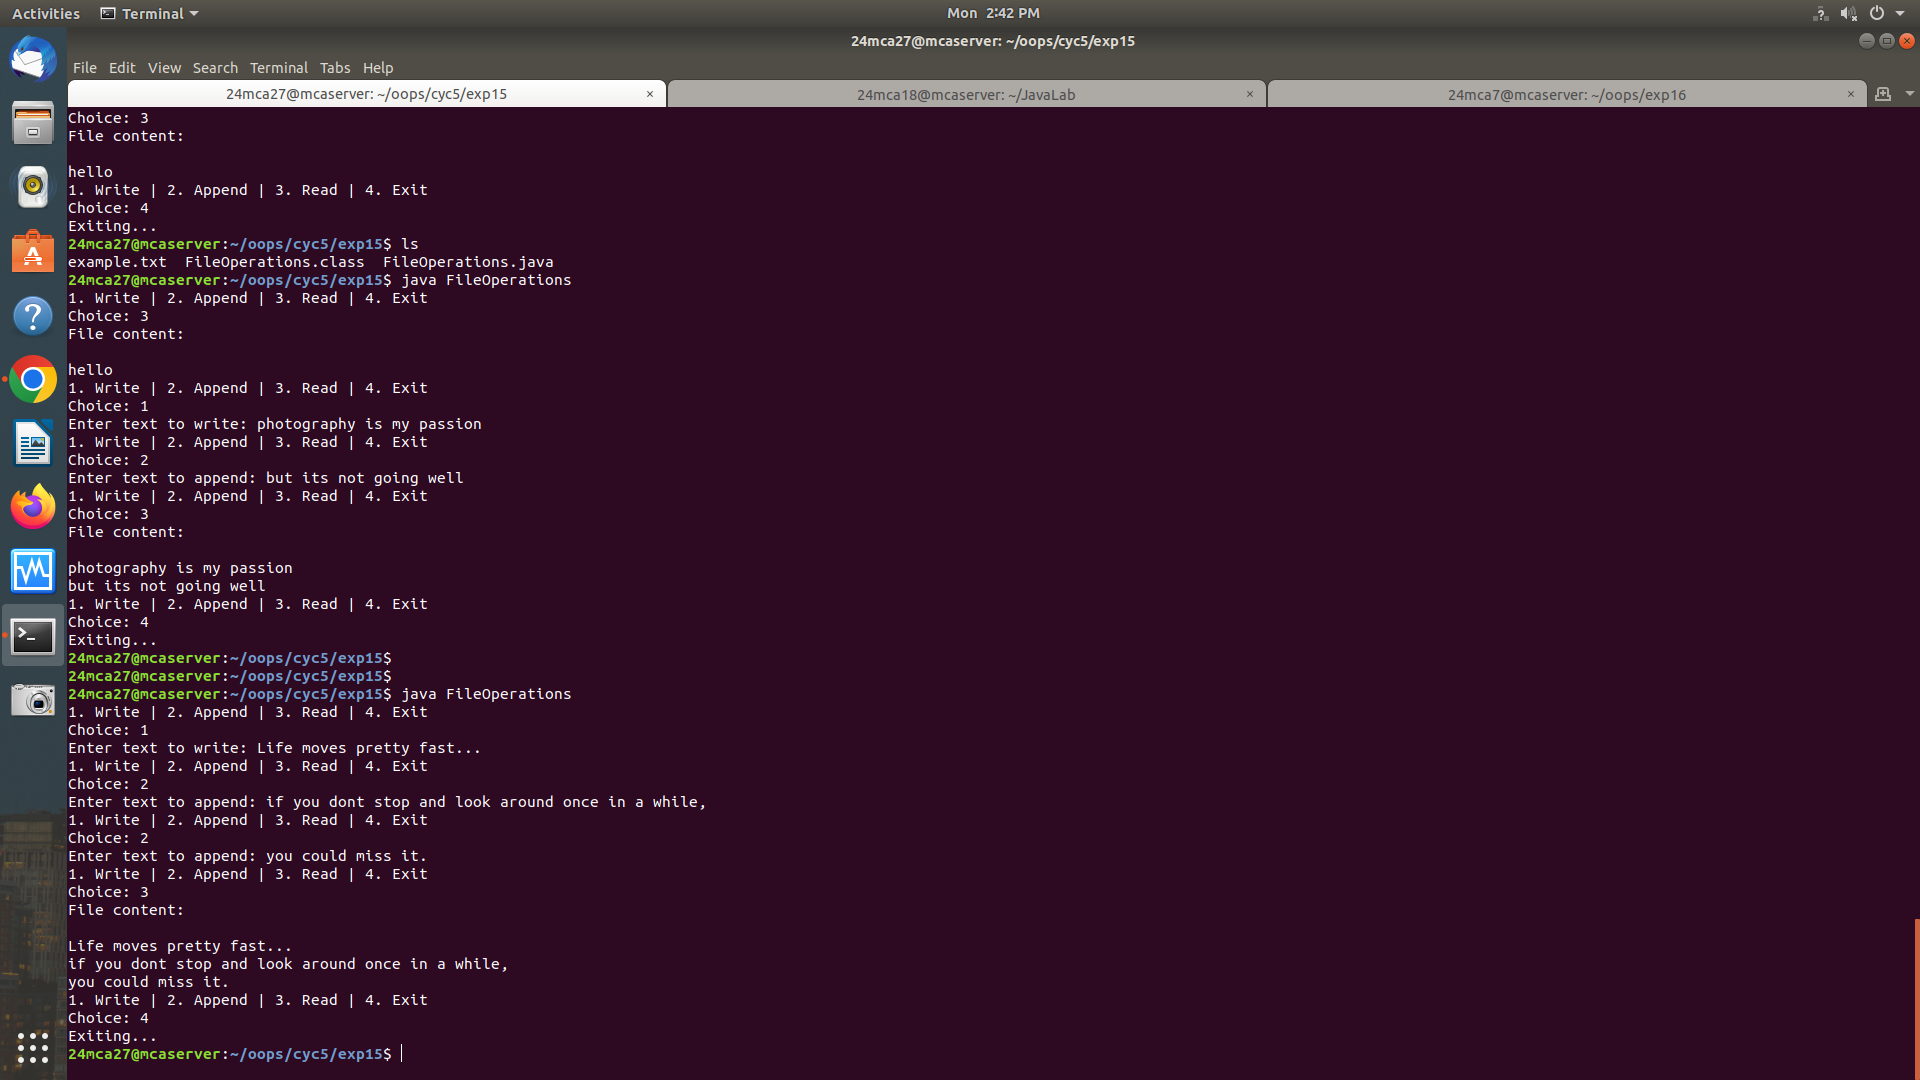 Activities Terminal Mon 2:42 PM
24mca27@mcaserver: ~/oops/cyc5/exp15
File Edit View Search Terminal Tabs Help
24mca27@mcaserver: ~/oops/cyc5/exp15 × 24mca18@mcaserver: ~/JavaLab × 24mca7@mcaserver: ~/oops/exp16 ×
Choice: 3
File content:

hello
1. Write | 2. Append | 3. Read | 4. Exit
Choice: 4
Exiting...
24mca27@mcaserver:~/oops/cyc5/exp15$ ls
example.txt  FileOperations.class  FileOperations.java
24mca27@mcaserver:~/oops/cyc5/exp15$ java FileOperations
1. Write | 2. Append | 3. Read | 4. Exit
Choice: 3
File content:

hello
1. Write | 2. Append | 3. Read | 4. Exit
Choice: 1
Enter text to write: photography is my passion
1. Write | 2. Append | 3. Read | 4. Exit
Choice: 2
Enter text to append: but its not going well
1. Write | 2. Append | 3. Read | 4. Exit
Choice: 3
File content:

photography is my passion
but its not going well
1. Write | 2. Append | 3. Read | 4. Exit
Choice: 4
Exiting...
24mca27@mcaserver:~/oops/cyc5/exp15$
24mca27@mcaserver:~/oops/cyc5/exp15$
24mca27@mcaserver:~/oops/cyc5/exp15$ java FileOperations
1. Write | 2. Append | 3. Read | 4. Exit
Choice: 1
Enter text to write: Life moves pretty fast...
1. Write | 2. Append | 3. Read | 4. Exit
Choice: 2
Enter text to append: if you dont stop and look around once in a while,
1. Write | 2. Append | 3. Read | 4. Exit
Choice: 2
Enter text to append: you could miss it.
1. Write | 2. Append | 3. Read | 4. Exit
Choice: 3
File content:

Life moves pretty fast...
if you dont stop and look around once in a while,
you could miss it.
1. Write | 2. Append | 3. Read | 4. Exit
Choice: 4
Exiting...
24mca27@mcaserver:~/oops/cyc5/exp15$